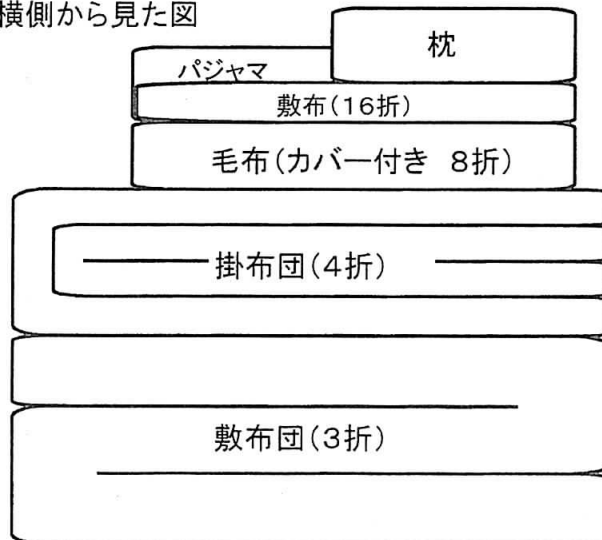 横側から見た図
枕
パジャマ
敷布(16折)
毛布(カバー付き 8折)
掛布団(4折)
敷布団(3折)